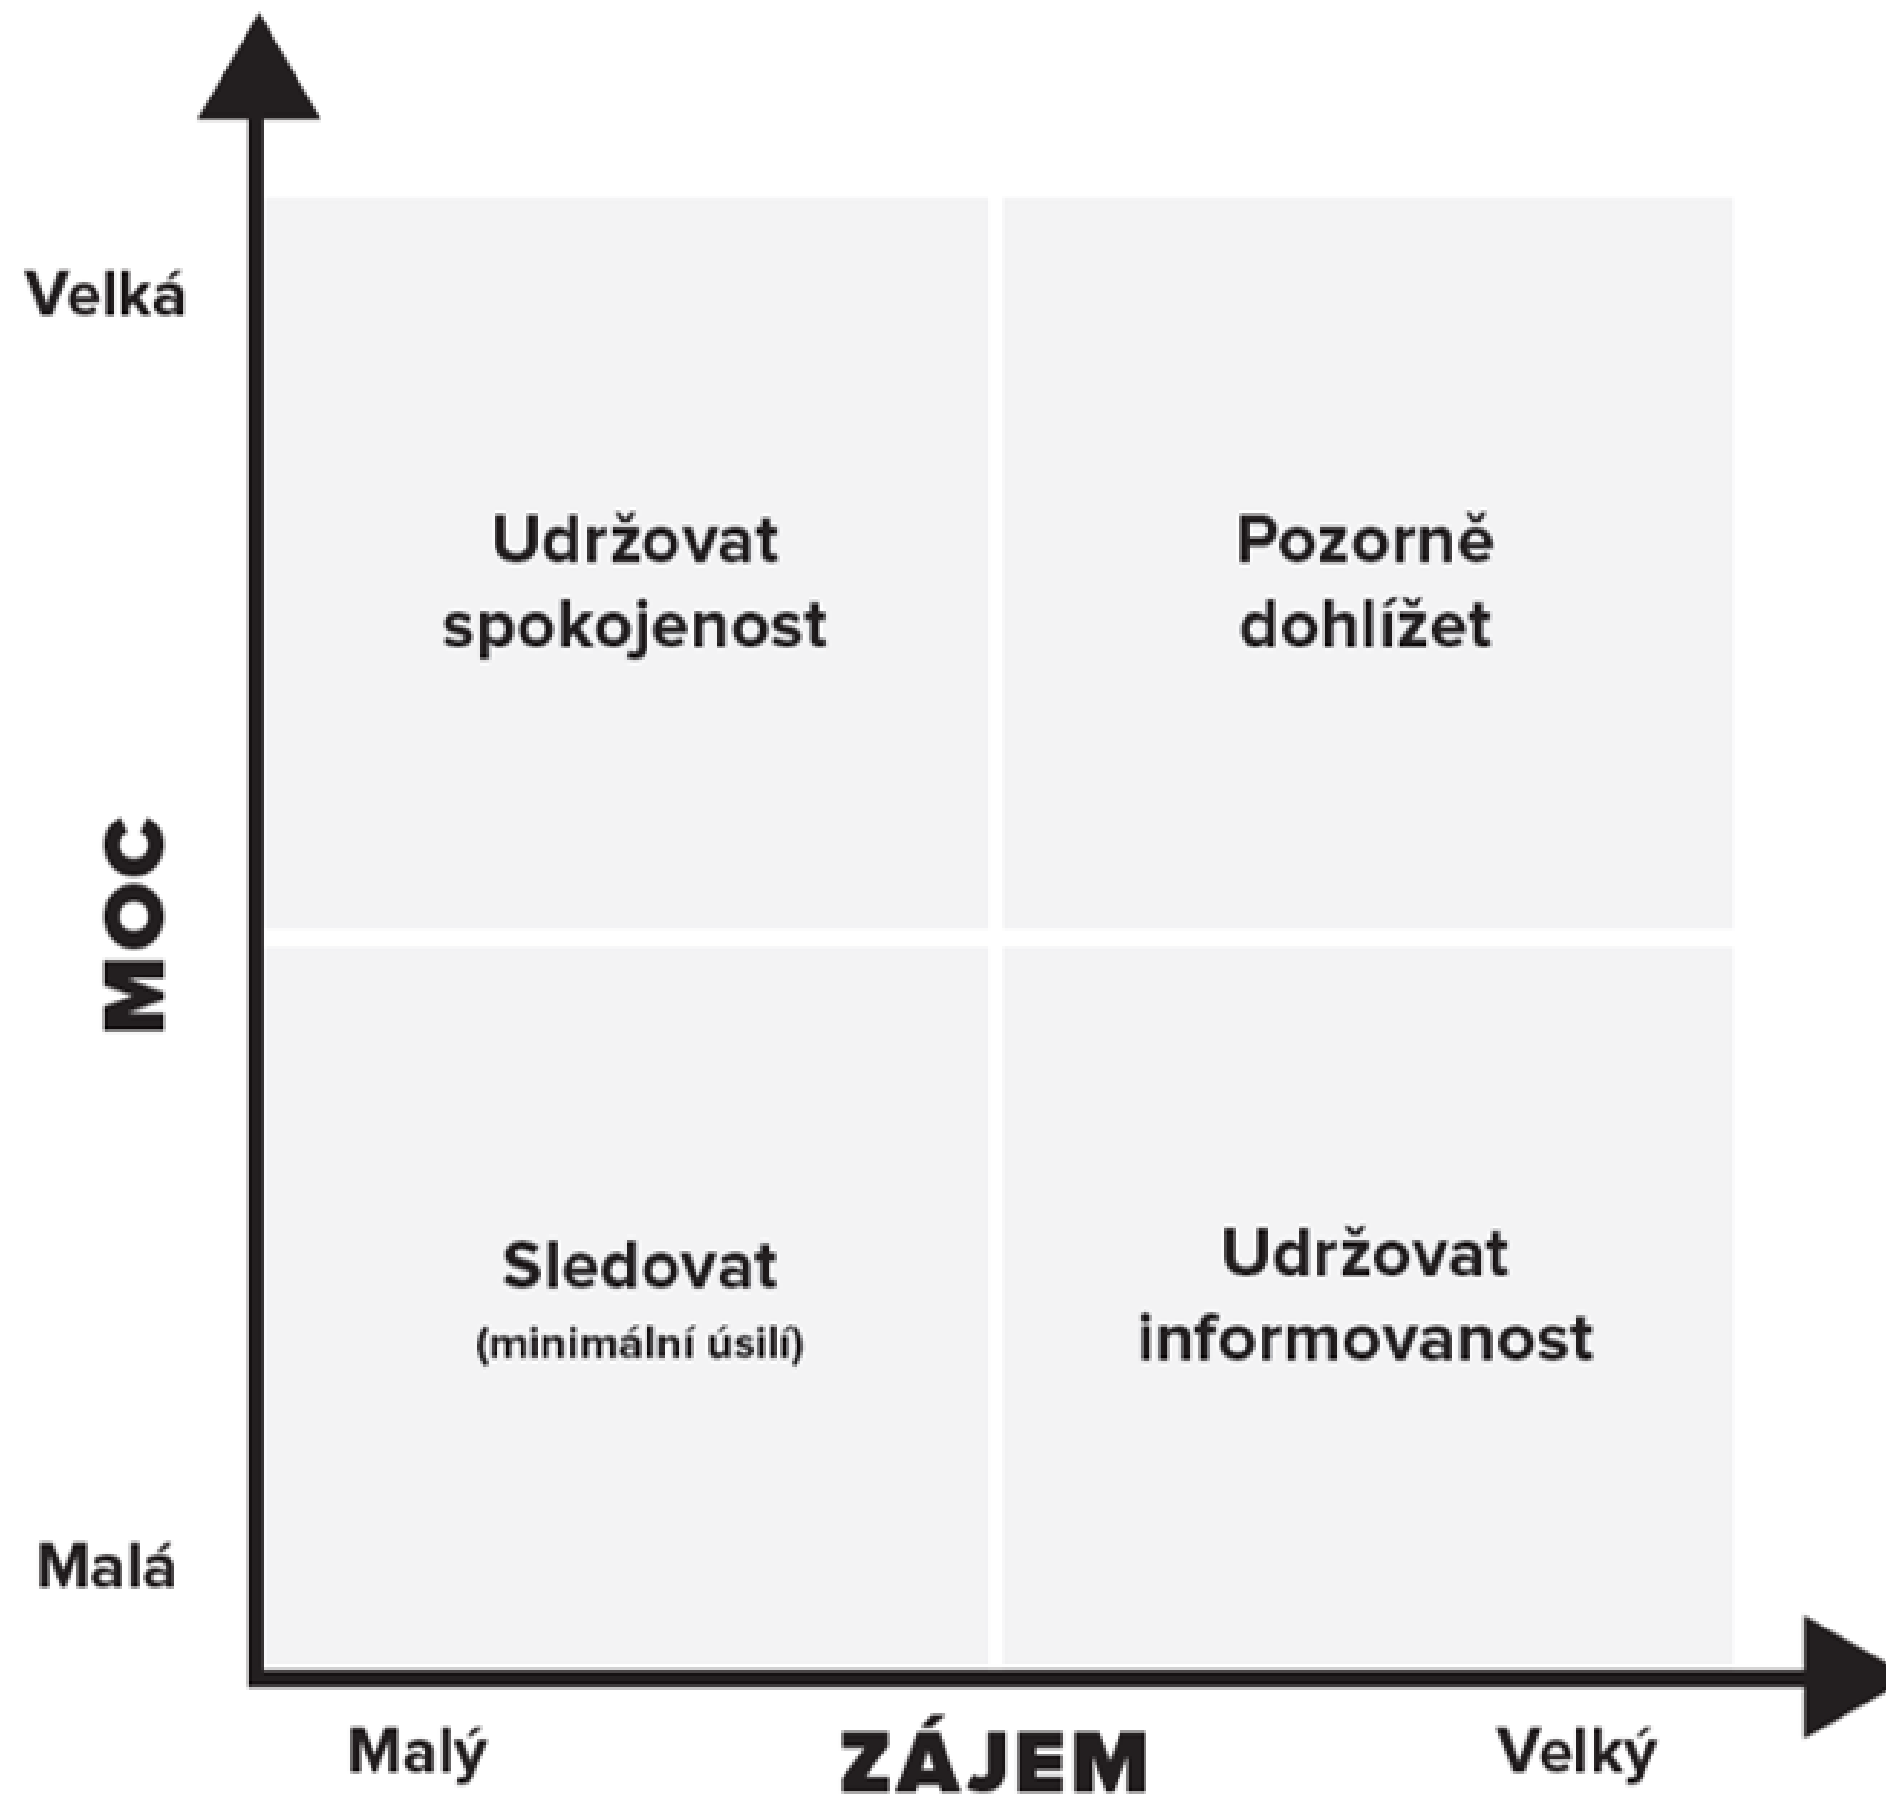 Velká
Udržovat
spokojenost
Pozorně
dohlížet
MOC
Sledovat
(minimální úsilí)
Udržovat
informovanost
Malá
Malý
ZÁJEM
Velký